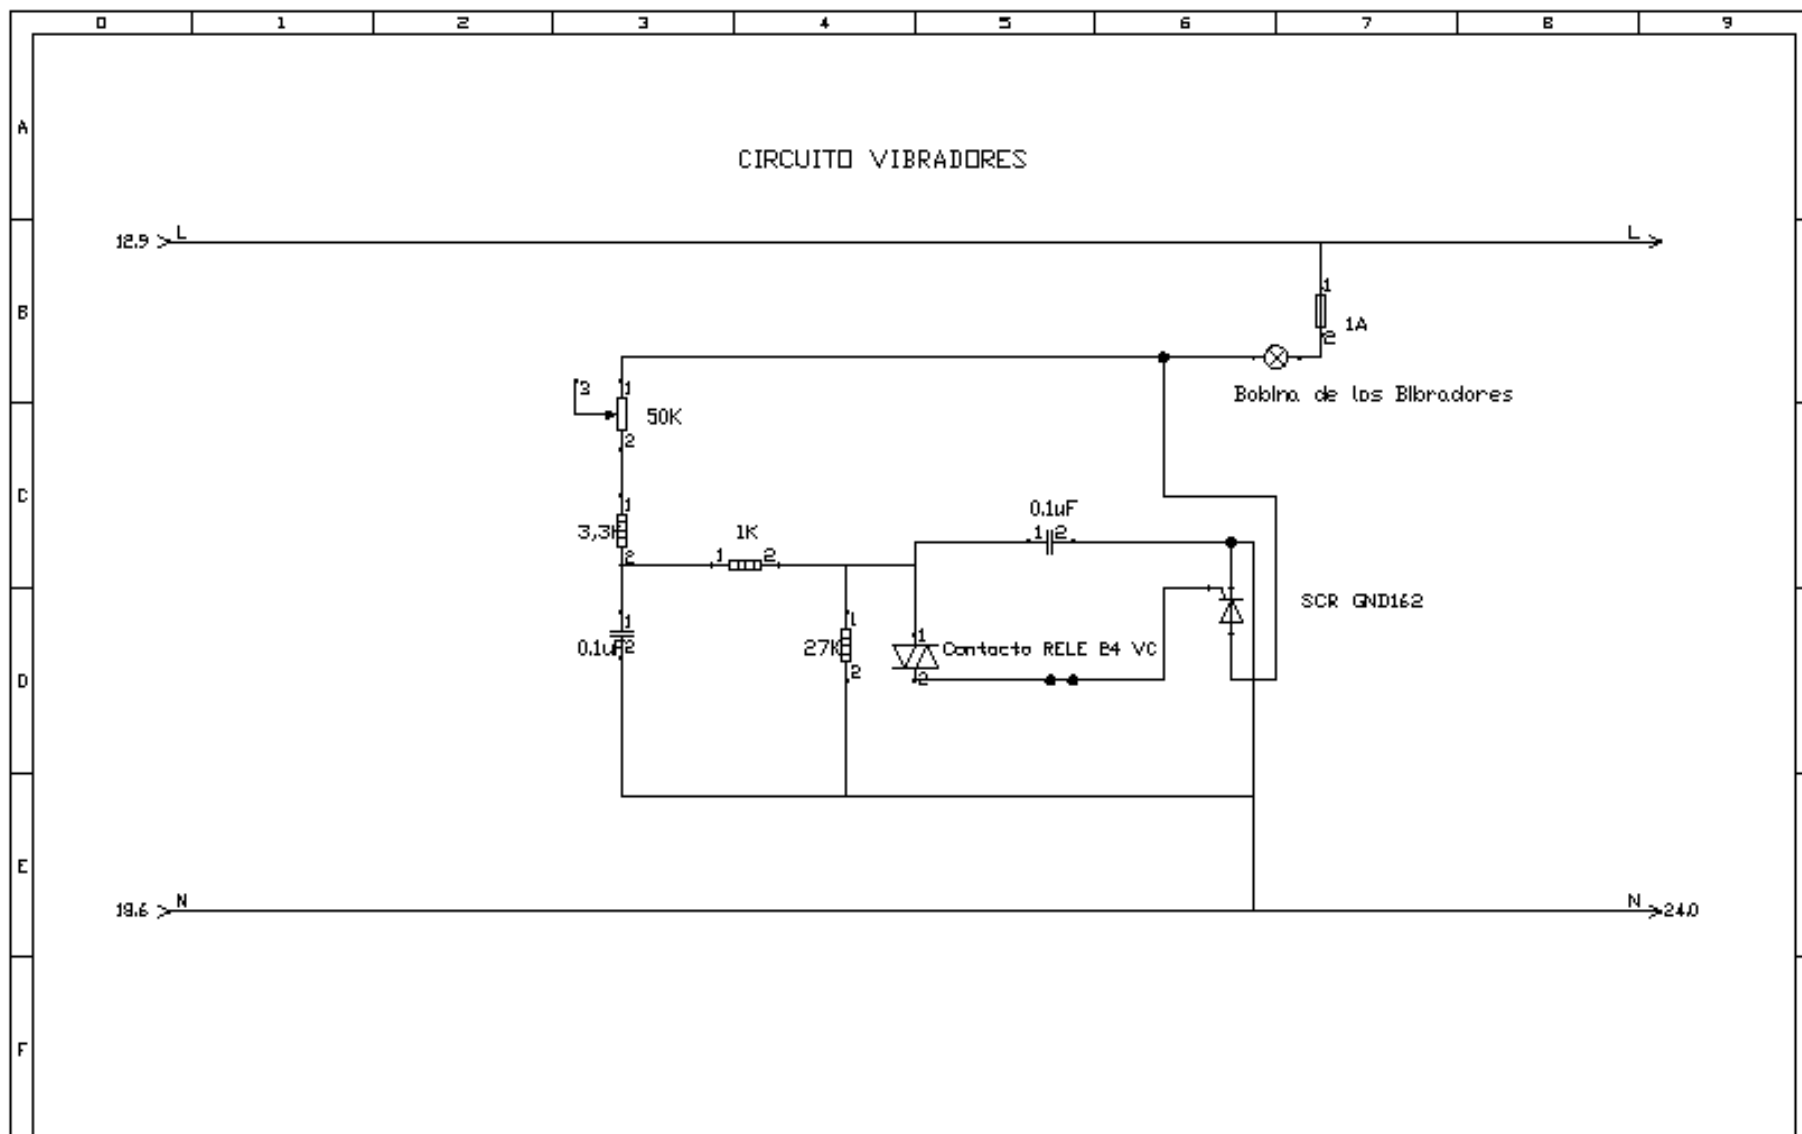 0 1 2 3 4 5 6 7 8 9
A
CIRCUITO VIBRADORES
12.9 L L
1
B
1A
2
3 1
Bobina de los Bibradores
50K
2
C
1
0.1uF
3,3K
1K
1 2
2
1 2
SCR GND162
1 1
1
0.1uF 2
27K
Contacto RELE 24 VC
2
D
2
E
19.6 N N 24.0
F